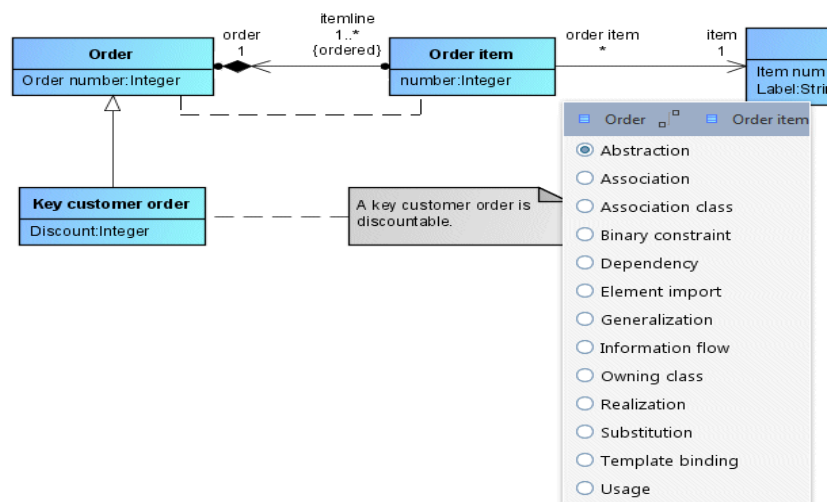 order
1
itemline
1..*
{ordered}
order item
*
item
1
Order
Order number:Integer
Order item
number:Integer
Item num
Label:Strin
Key customer order
Discount:Integer
A key customer order is
discountable.
Order Order item
Abstraction
Association
Association class
Binary constraint
Dependency
Element import
Generalization
Information flow
Owning class
Realization
Substitution
Template binding
Usage